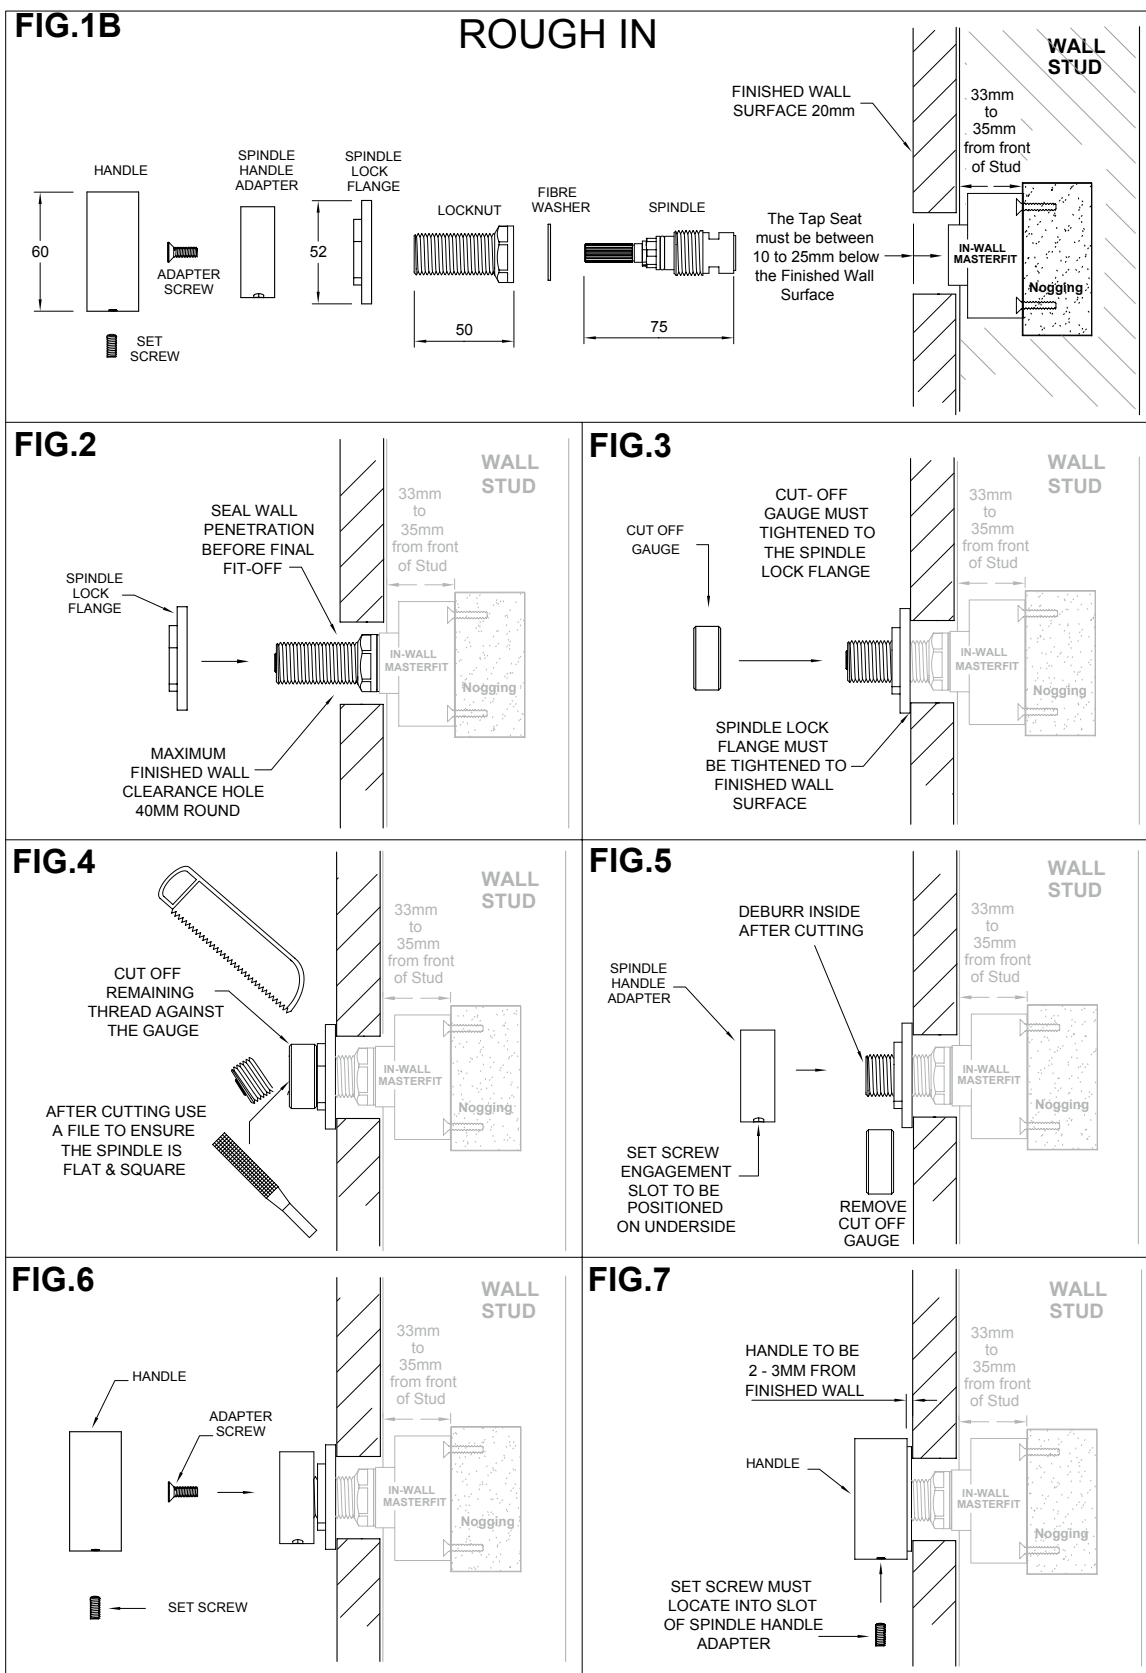 FIG.1B
ROUGH IN
WALL
STUD
FINISHED WALL
SURFACE 20mm
33mm
to
35mm
from front
of Stud
HANDLE
SPINDLE
HANDLE
ADAPTER
SPINDLE
LOCK
FLANGE
LOCKNUT
FIBRE
WASHER
SPINDLE
The Tap Seat
must be between
10 to 25mm below
the Finished Wall
Surface
IN-WALL
MASTERFIT
Nogging
60
ADAPTER
SCREW
52
50
75
SET
SCREW
FIG.2
WALL
STUD
33mm
to
35mm
from front
of Stud
SEAL WALL
PENETRATION
BEFORE FINAL
FIT-OFF
SPINDLE
LOCK
FLANGE
IN-WALL
MASTERFIT
Nogging
MAXIMUM
FINISHED WALL
CLEARANCE HOLE
40MM ROUND
FIG.3
WALL
STUD
33mm
to
35mm
from front
of Stud
CUT- OFF
GAUGE MUST
TIGHTENED TO
THE SPINDLE
LOCK FLANGE
CUT OFF
GAUGE
IN-WALL
MASTERFIT
Nogging
SPINDLE LOCK
FLANGE MUST
BE TIGHTENED TO
FINISHED WALL
SURFACE
FIG.4
WALL
STUD
33mm
to
35mm
from front
of Stud
CUT OFF
REMAINING
THREAD AGAINST
THE GAUGE
IN-WALL
MASTERFIT
Nogging
AFTER CUTTING USE
A FILE TO ENSURE
THE SPINDLE IS
FLAT & SQUARE
FIG.5
WALL
STUD
33mm
to
35mm
from front
of Stud
DEBURR INSIDE
AFTER CUTTING
SPINDLE
HANDLE
ADAPTER
IN-WALL
MASTERFIT
Nogging
SET SCREW
ENGAGEMENT
SLOT TO BE
POSITIONED
ON UNDERSIDE
REMOVE
CUT OFF
GAUGE
FIG.6
WALL
STUD
33mm
to
35mm
from front
of Stud
HANDLE
ADAPTER
SCREW
IN-WALL
MASTERFIT
Nogging
SET SCREW
FIG.7
WALL
STUD
33mm
to
35mm
from front
of Stud
HANDLE TO BE
2 - 3MM FROM
FINISHED WALL
HANDLE
IN-WALL
MASTERFIT
Nogging
SET SCREW MUST
LOCATE INTO SLOT
OF SPINDLE HANDLE
ADAPTER